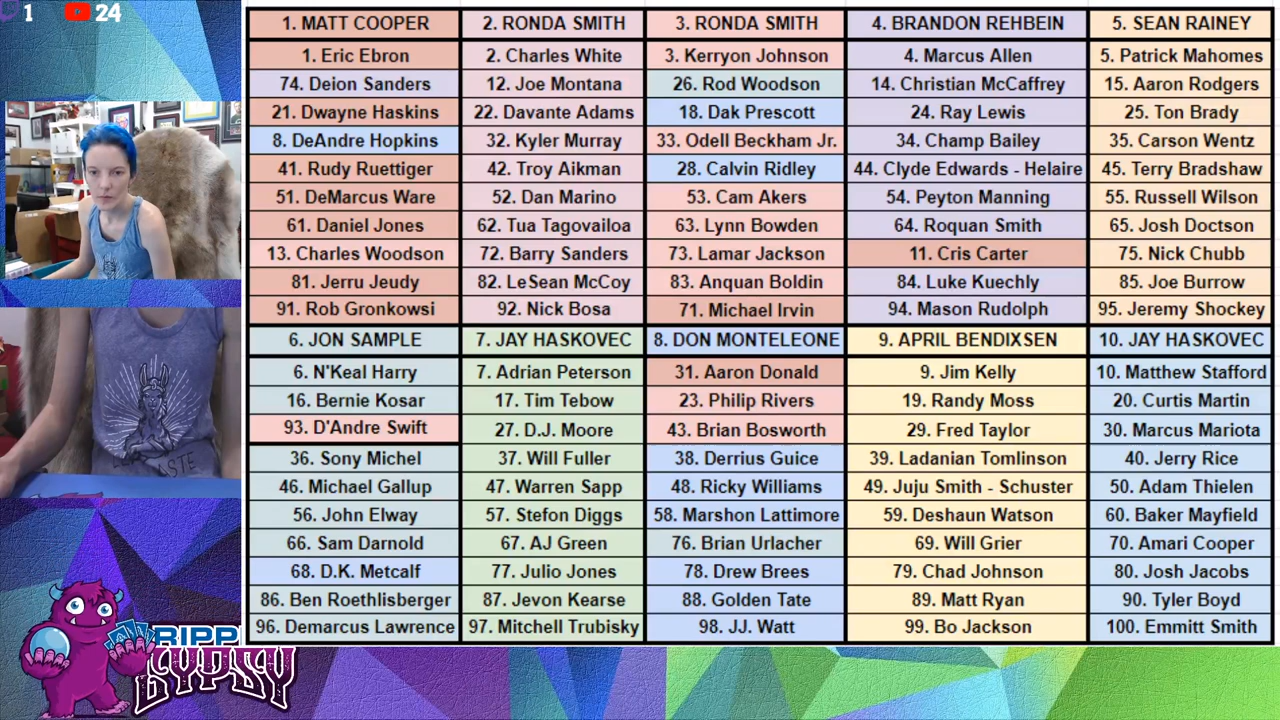 1
24
1. MATT COOPER
2. RONDA SMITH
3. RONDA SMITH
4. BRANDON REHBEIN
5. SEAN RAINEY
1. Eric Ebron
2. Charles White
3. Kerryon Johnson
4. Marcus Allen
5. Patrick Mahomes
74. Deion Sanders
12. Joe Montana
26. Rod Woodson
14. Christian McCaffrey
15. Aaron Rodgers
21. Dwayne Haskins
22. Davante Adams
18. Dak Prescott
24. Ray Lewis
25. Ton Brady
8. DeAndre Hopkins
32. Kyler Murray
33. Odell Beckham Jr.
34. Champ Bailey
35. Carson Wentz
41. Rudy Ruettiger
42. Troy Aikman
28. Calvin Ridley
44. Clyde Edwards - Helaire
45. Terry Bradshaw
51. DeMarcus Ware
52. Dan Marino
53. Cam Akers
54. Peyton Manning
55. Russell Wilson
61. Daniel Jones
62. Tua Tagovailoa
63. Lynn Bowden
64. Roquan Smith
65. Josh Doctson
13. Charles Woodson
72. Barry Sanders
73. Lamar Jackson
11. Cris Carter
75. Nick Chubb
81. Jerru Jeudy
82. LeSean McCoy
83. Anquan Boldin
84. Luke Kuechly
85. Joe Burrow
91. Rob Gronkowsi
92. Nick Bosa
71. Michael Irvin
94. Mason Rudolph
95. Jeremy Shockey
6. JON SAMPLE
7. JAY HASKOVEC
8. DON MONTELEONE
9. APRIL BENDIXSEN
10. JAY HASKOVEC
6. N'Keal Harry
7. Adrian Peterson
31. Aaron Donald
9. Jim Kelly
10. Matthew Stafford
16. Bernie Kosar
17. Tim Tebow
23. Philip Rivers
19. Randy Moss
20. Curtis Martin
93. D'Andre Swift
27. D.J. Moore
43. Brian Bosworth
29. Fred Taylor
30. Marcus Mariota
36. Sony Michel
37. Will Fuller
38. Derrius Guice
39. Ladanian Tomlinson
40. Jerry Rice
46. Michael Gallup
47. Warren Sapp
48. Ricky Williams
49. Juju Smith - Schuster
50. Adam Thielen
56. John Elway
57. Stefon Diggs
58. Marshon Lattimore
59. Deshaun Watson
60. Baker Mayfield
66. Sam Darnold
67. AJ Green
76. Brian Urlacher
69. Will Grier
70. Amari Cooper
68. D.K. Metcalf
77. Julio Jones
78. Drew Brees
79. Chad Johnson
80. Josh Jacobs
86. Ben Roethlisberger
87. Jevon Kearse
88. Golden Tate
89. Matt Ryan
90. Tyler Boyd
96. Demarcus Lawrence
97. Mitchell Trubisky
98. JJ. Watt
99. Bo Jackson
100. Emmitt Smith
RIPP
GYPSY